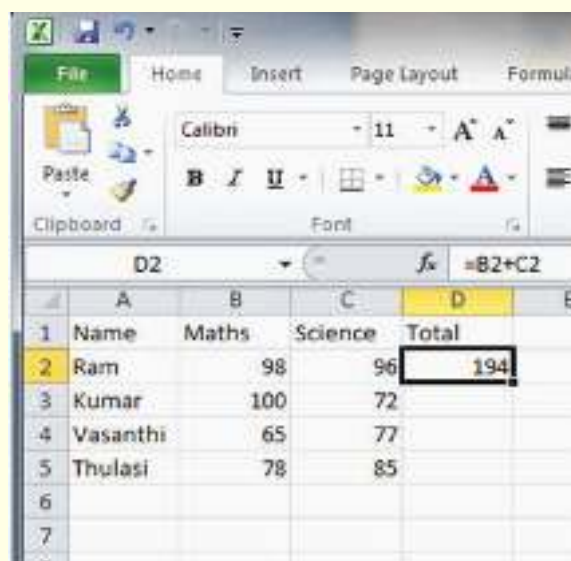 File Home Insert Page Layout Formul
Calibri 11 A A
Paste B I U A
Clipboard Font
D2 fx =B2+C2
A B C D E
1 Name Maths Science Total
2 Ram 98 96 194
3 Kumar 100 72
4 Vasanthi 65 77
5 Thulasi 78 85
6
7